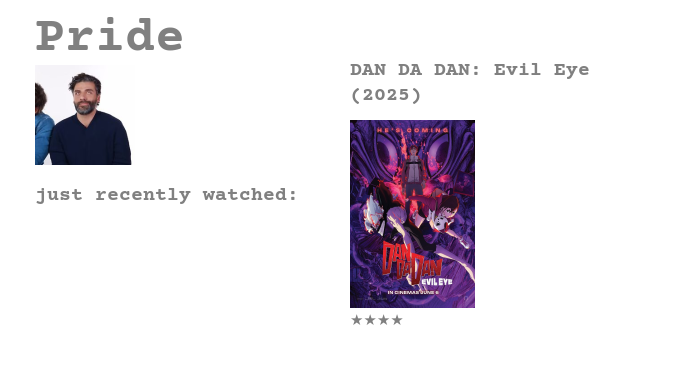 Pride
just recently watched:
DAN DA DAN: Evil Eye
(2025)
HE'S COMING
DAN
DA DAN
EVIL EYE
IN CINEMAS JUNE 6
★★★★